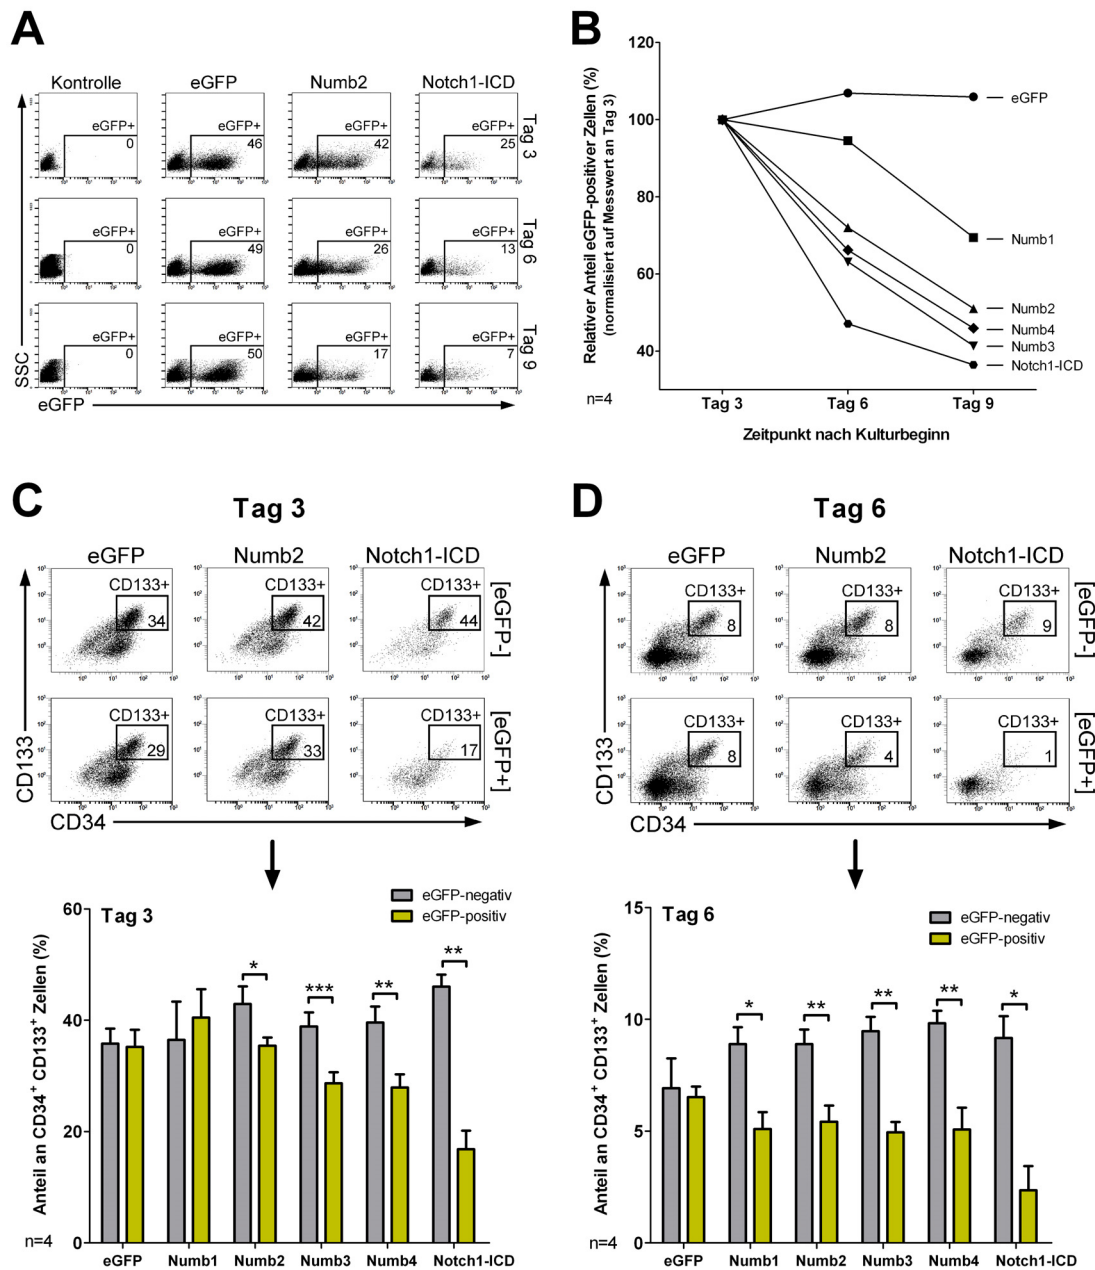 A
Kontrolle eGFP Numb2 Notch1-ICD
eGFP+ eGFP+ eGFP+ eGFP+
0 46 42 25
Tag 3
eGFP+ eGFP+ eGFP+ eGFP+
0 49 26 13
Tag 6
eGFP+ eGFP+ eGFP+ eGFP+
0 50 17 7
Tag 9
SSC
eGFP
B
Relativer Anteil eGFP-positiver Zellen (%)
(normalisiert auf Messwert an Tag 3)
120
100
80
60
40
eGFP
Numb1
Numb2
Numb4
Numb3
Notch1-ICD
n=4
Tag 3 Tag 6 Tag 9
Zeitpunkt nach Kulturbeginn
C
Tag 3
eGFP Numb2 Notch1-ICD
CD133+ CD133+ CD133+
34 42 44
[eGFP-]
CD133+ CD133+ CD133+
29 33 17
[eGFP+]
CD133
CD34
Tag 3
eGFP-negativ
eGFP-positiv
Anteil an CD34+ CD133+ Zellen (%)
60
40
20
0
* *** ** **
n=4
eGFP Numb1 Numb2 Numb3 Numb4 Notch1-ICD
D
Tag 6
eGFP Numb2 Notch1-ICD
CD133+ CD133+ CD133+
8 8 9
[eGFP-]
CD133+ CD133+ CD133+
8 4 1
[eGFP+]
CD133
CD34
Tag 6
eGFP-negativ
eGFP-positiv
Anteil an CD34+ CD133+ Zellen (%)
15
10
5
0
* ** ** ** *
n=4
eGFP Numb1 Numb2 Numb3 Numb4 Notch1-ICD